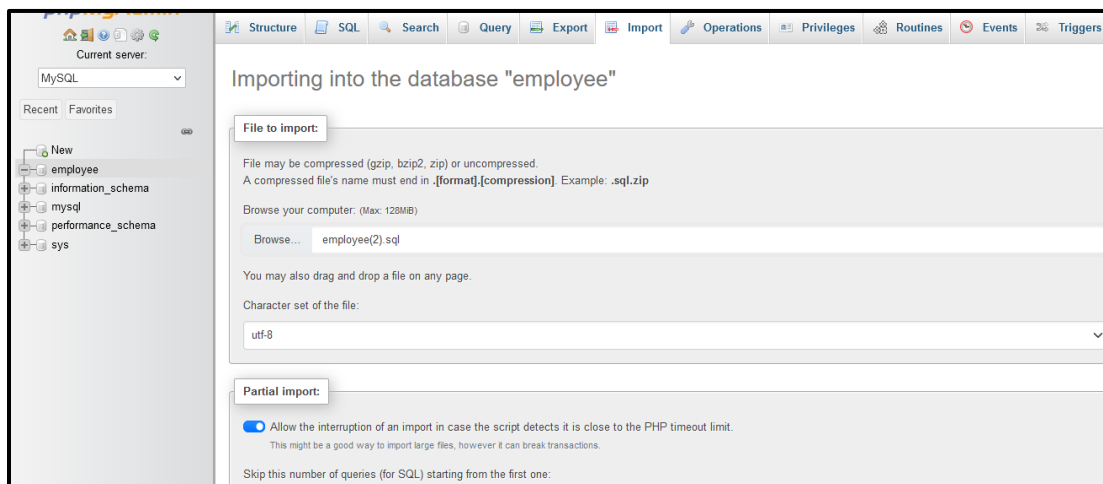 phpMyAdmin
Current server:
MySQL
Recent Favorites
New
employee
information_schema
mysql
performance_schema
sys
Structure SQL Search Query Export Import Operations Privileges Routines Events Triggers
Importing into the database "employee"
File to import:
File may be compressed (gzip, bzip2, zip) or uncompressed.
A compressed file's name must end in .[format].[compression]. Example: .sql.zip
Browse your computer: (Max: 128MiB)
Browse... employee(2).sql
You may also drag and drop a file on any page.
Character set of the file:
utf-8
Partial import:
Allow the interruption of an import in case the script detects it is close to the PHP timeout limit.
This might be a good way to import large files, however it can break transactions.
Skip this number of queries (for SQL) starting from the first one: